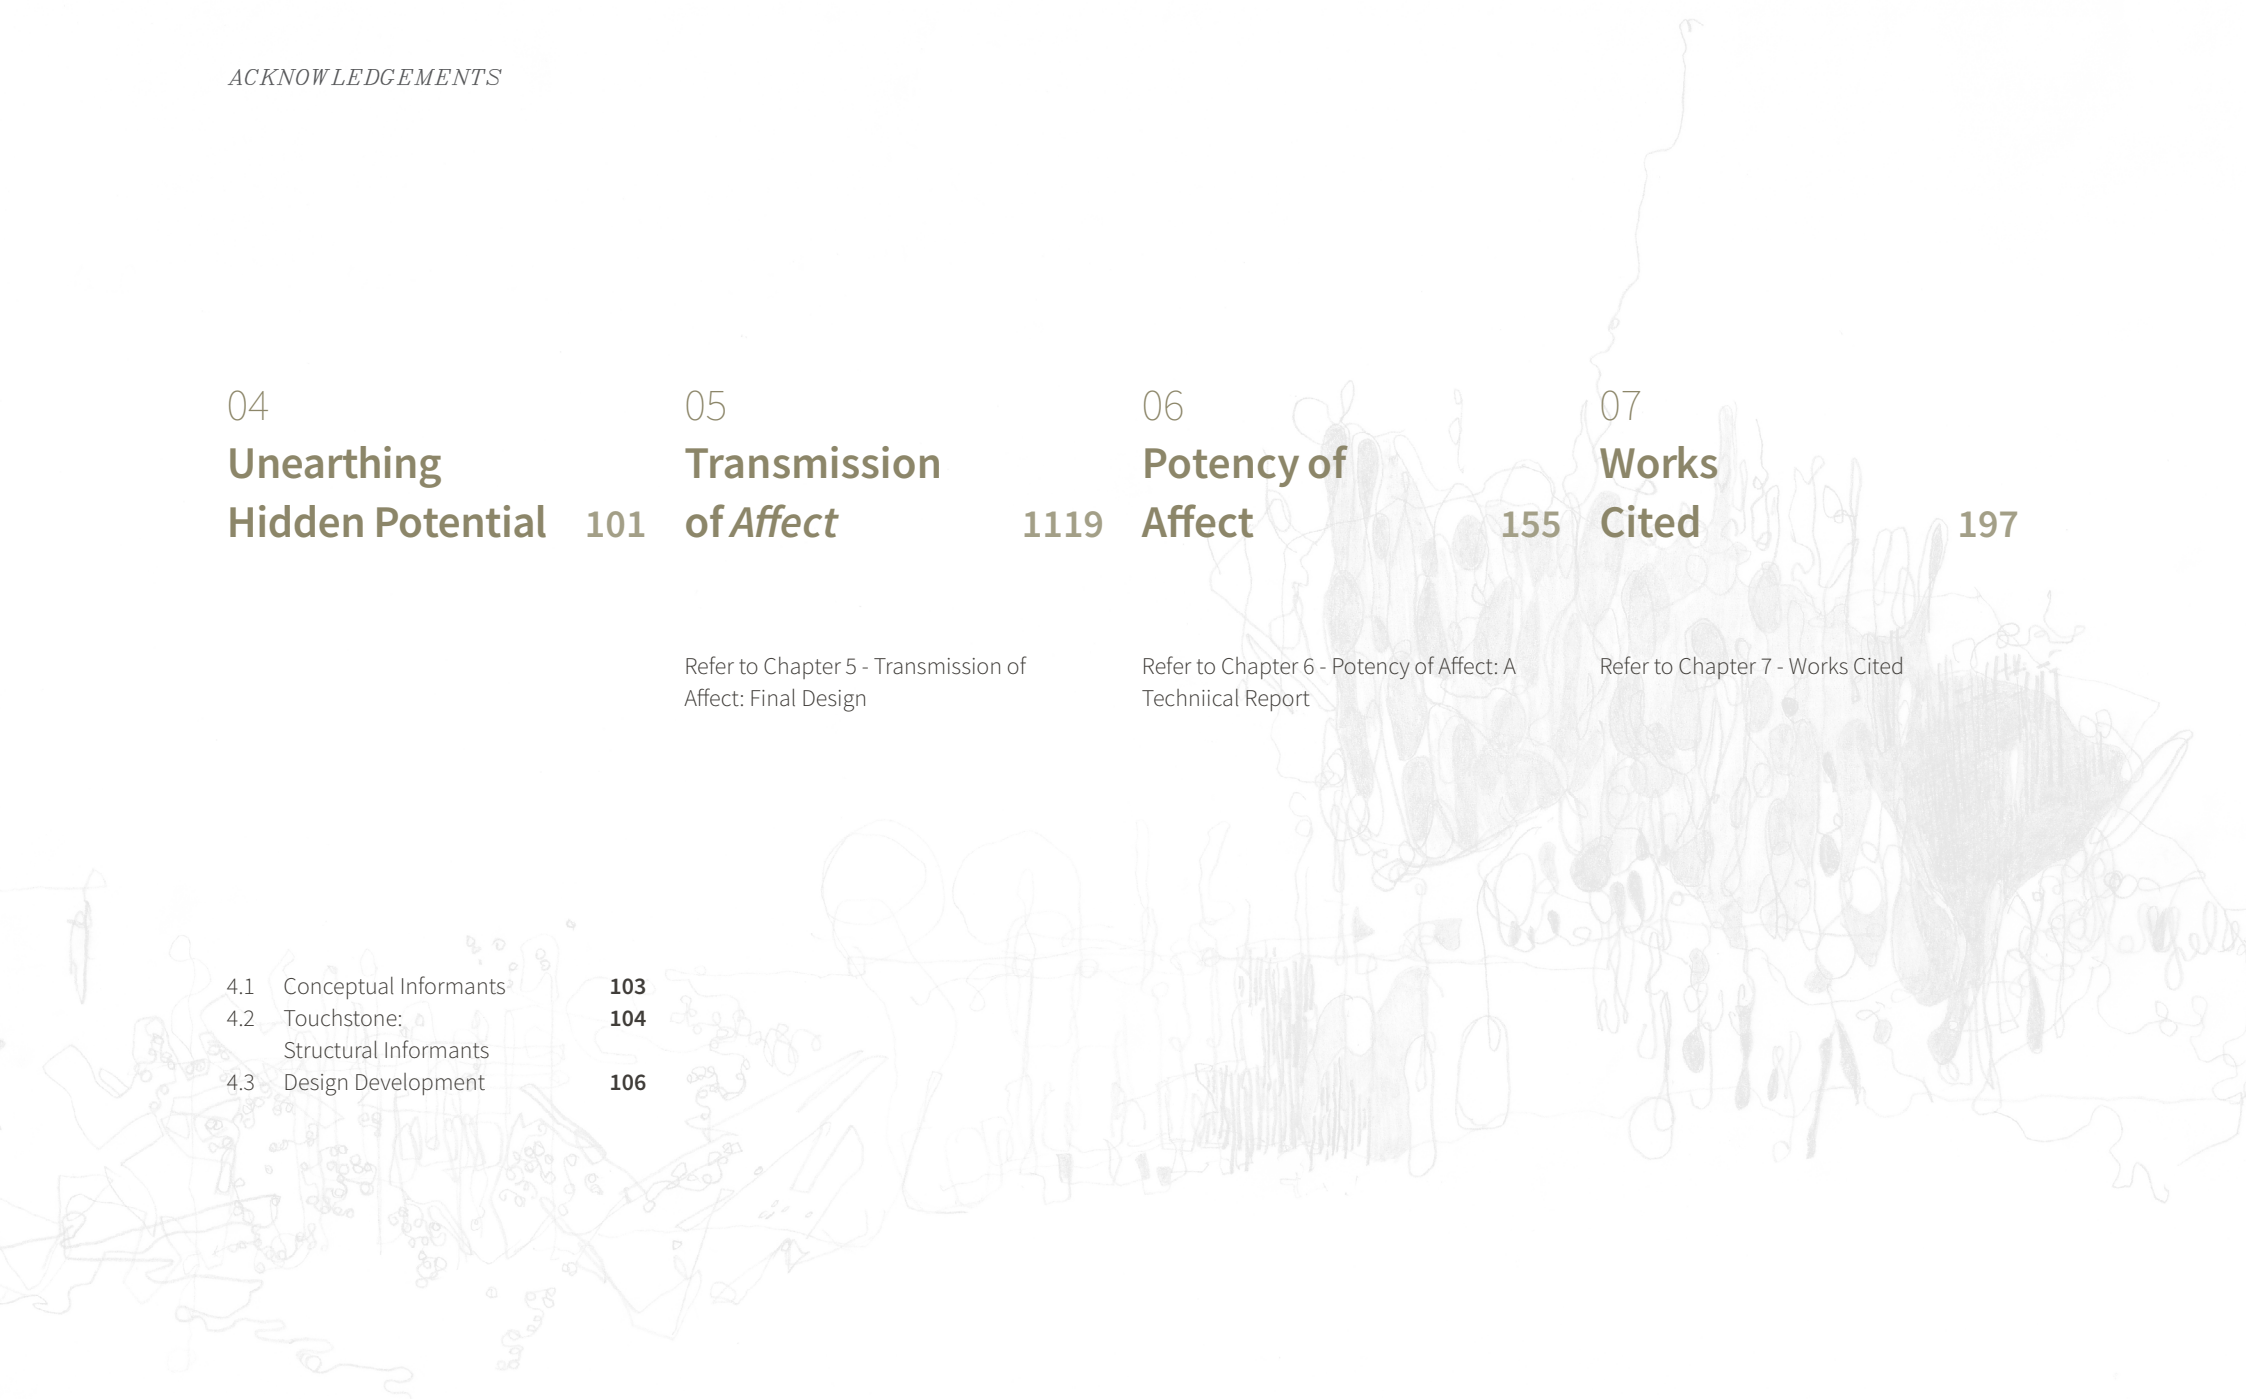 ACKNOWLEDGEMENTS
04
Unearthing
Hidden Potential 101
05
Transmission
of Affect 1119
06
Potency of
Affect 155
07
Works
Cited 197
Refer to Chapter 5 - Transmission of
Affect: Final Design
Refer to Chapter 6 - Potency of Affect: A
Techniical Report
Refer to Chapter 7 - Works Cited
4.1 Conceptual Informants 103
4.2 Touchstone: 104
Structural Informants
4.3 Design Development 106